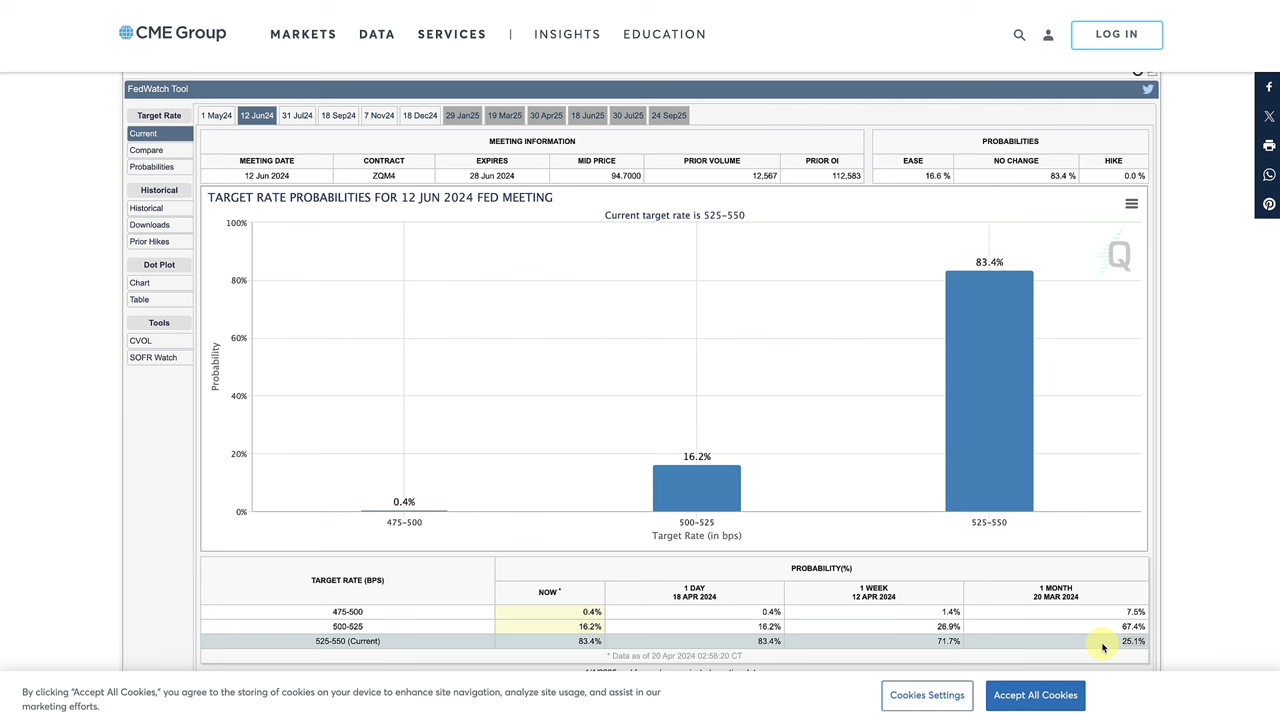 CME Group MARKETS DATA SERVICES | INSIGHTS EDUCATION LOG IN
FedWatch Tool
Target Rate
Current
Compare
Probabilities
Historical
Historical
Downloads
Prior Hikes
Dot Plot
Chart
Table
Tools
CVOL
SOFR Watch
1 May24 12 Jun24 31 Jul24 18 Sep24 7 Nov24 18 Dec24 29 Jan25 19 Mar25 30 Apr25 18 Jun25 30 Jul25 24 Sep25
MEETING INFORMATION
MEETING DATE CONTRACT EXPIRES MID PRICE PRIOR VOLUME PRIOR OI
12 Jun 2024 ZQM4 28 Jun 2024 94.7000 12,567 112,583
PROBABILITIES
EASE NO CHANGE HIKE
16.6 % 83.4 % 0.0 %
TARGET RATE PROBABILITIES FOR 12 JUN 2024 FED MEETING
Current target rate is 525-550
Q
Probability
100%
80%
60%
40%
20%
0%
0.4%
16.2%
83.4%
475-500 500-525 525-550
Target Rate (in bps)
TARGET RATE (BPS) PROBABILITY(%)
NOW * 1 DAY 18 APR 2024 1 WEEK 12 APR 2024 1 MONTH 20 MAR 2024
475-500 0.4% 0.4% 1.4% 7.5%
500-525 16.2% 16.2% 26.9% 67.4%
525-550 (Current) 83.4% 83.4% 71.7% 25.1%
* Data as of 20 Apr 2024 02:58:20 CT
By clicking “Accept All Cookies,” you agree to the storing of cookies on your device to enhance site navigation, analyze site usage, and assist in our
marketing efforts.
Cookies Settings
Accept All Cookies